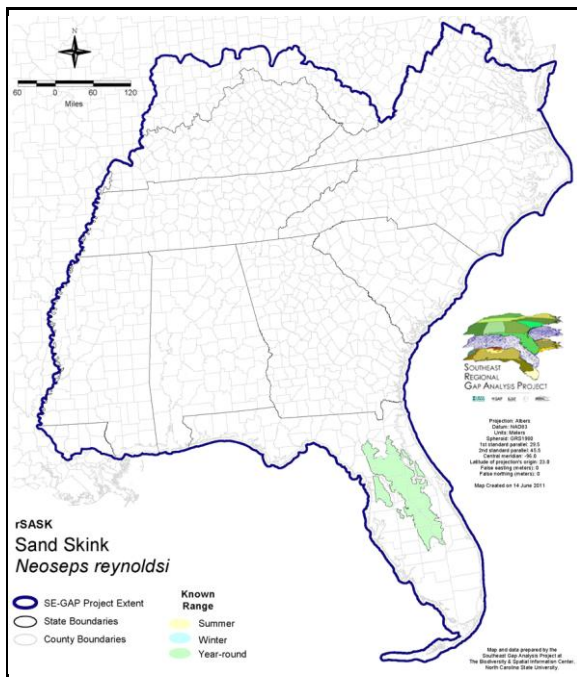 60 0 60 120
Miles
SOUTHEAST
REGIONAL
GAP ANALYSIS PROJECT
Projection: Albers
Datum: NAD83
Units: Meters
Spheroid: GRS1980
1st standard parallel: 29.5
2nd standard parallel: 45.5
Central meridian: -96.0
Latitude of projection's origin: 23.0
False easting (meters): 0
False northing (meters): 0
Map Created on 14 June 2011
rSASK
Sand Skink
Neoseps reynoldsi
SE-GAP Project Extent
State Boundaries
County Boundaries
Known
Range
Summer
Winter
Year-round
Map and data prepared by the
Southeast Gap Analysis Project at
The Biodiversity & Spatial Information Center,
North Carolina State University.